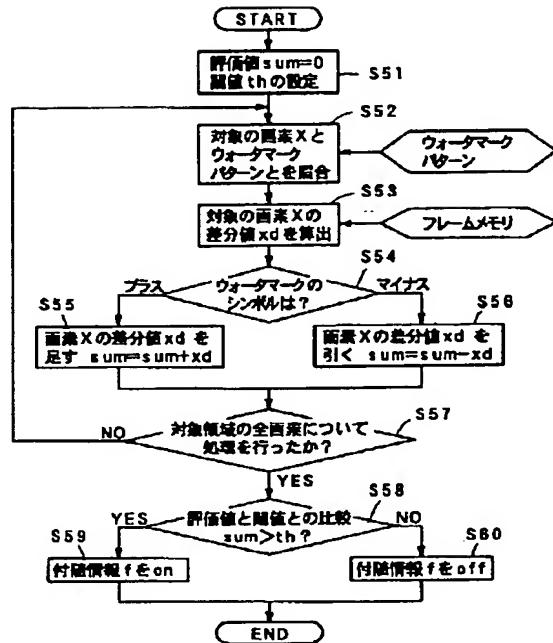 START
評価値sum=0
閾値thの設定
S51
S52
対象の画素Xと
ウォータマーク
パターンとを照合
ウォータマーク
パターン
S53
対象の画素Xの
差分値xdを算出
フレームメモリ
S54
ウォータマークの
シンボルは?
プラス
マイナス
S55
画素Xの差分値xdを
足す sum=sum+xd
S56
画素Xの差分値xdを
引く sum=sum-xd
S57
対象領域の全画素について
処理を行ったか?
NO
YES
S58
評価値と閾値との比較
sum>th?
YES
NO
S59
付随情報fをon
S60
付随情報fをoff
END